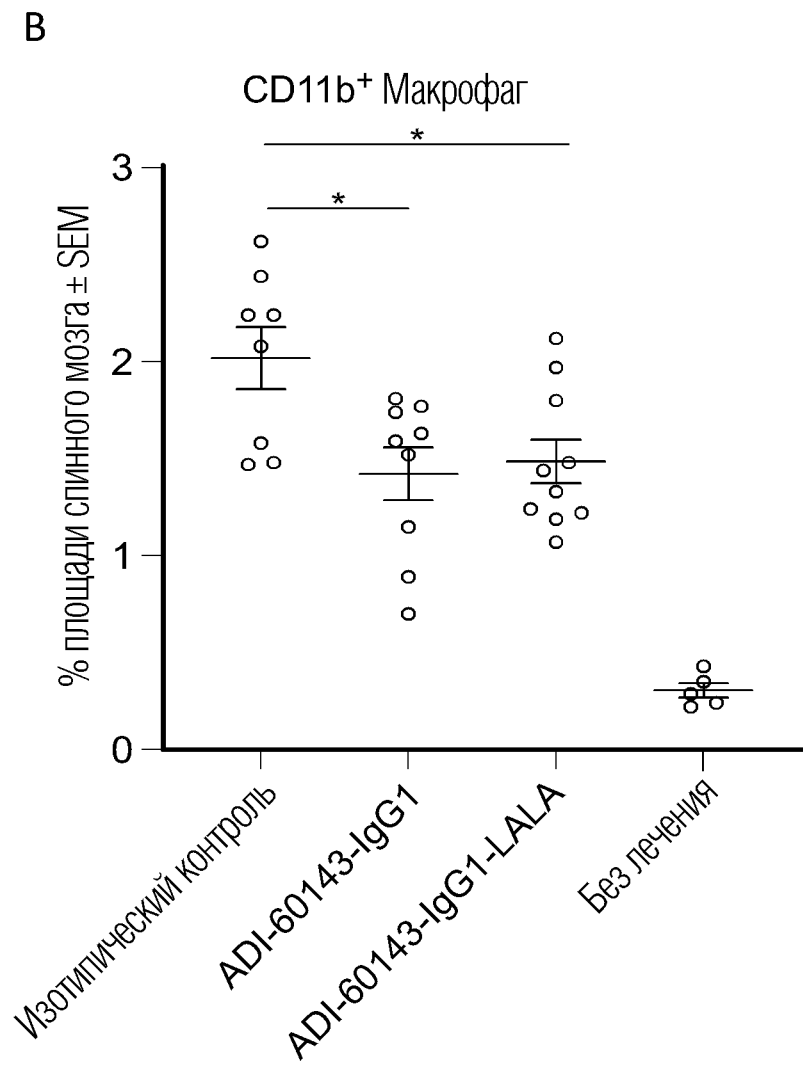 B
CD11b⁺ Макрофаг
*
*
% площади спинного мозга ± SEM
3
2
1
0
Изотипический контроль
ADI-60143-IgG1
ADI-60143-IgG1-LALA
Без лечения